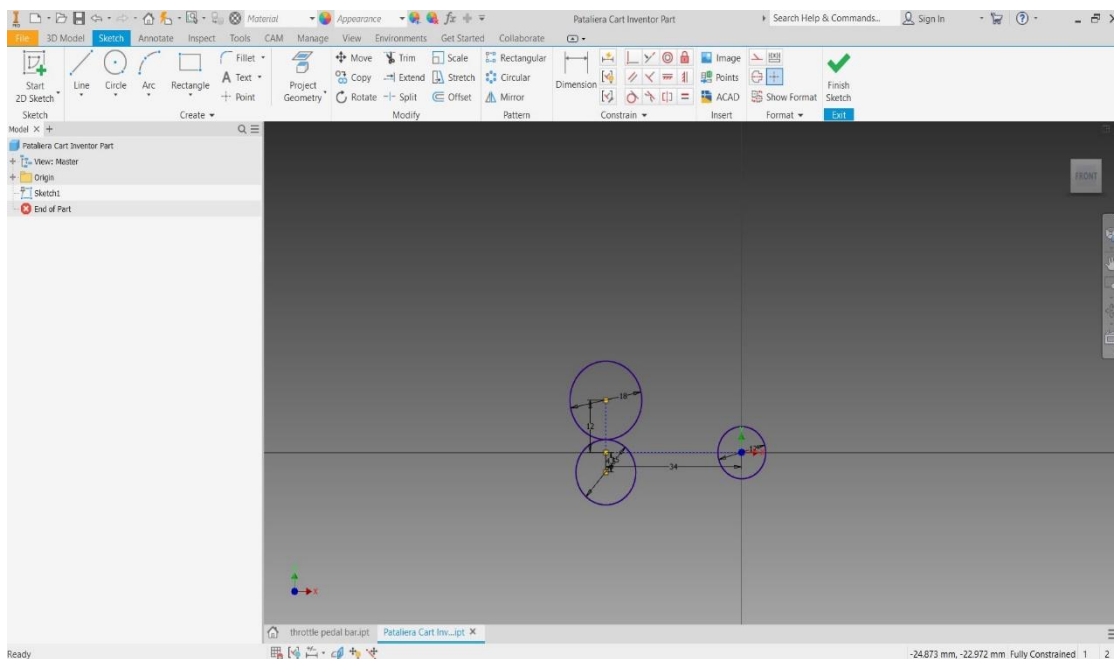 Material Appearance fx Pataliera Cart Inventor Part Search Help & Commands... Sign In
File 3D Model Sketch Annotate Inspect Tools CAM Manage View Environments Get Started Collaborate
Start 2D Sketch
Line
Circle
Arc
Rectangle
Fillet
Text
Point
Project Geometry
Move Trim Scale
Copy Extend Stretch
Rotate Split Offset
Rectangular
Circular
Mirror
Dimension
Image
Points
ACAD
Show Format
Finish Sketch
Sketch Create Modify Pattern Constrain Insert Format Exit
Model
Pataliera Cart Inventor Part
View: Master
Origin
Sketch1
End of Part
FRONT
18
12
15
34
X
throttle pedal bar.ipt Pataliera Cart Inv...ipt
Ready -24.873 mm, -22.972 mm Fully Constrained 1 2